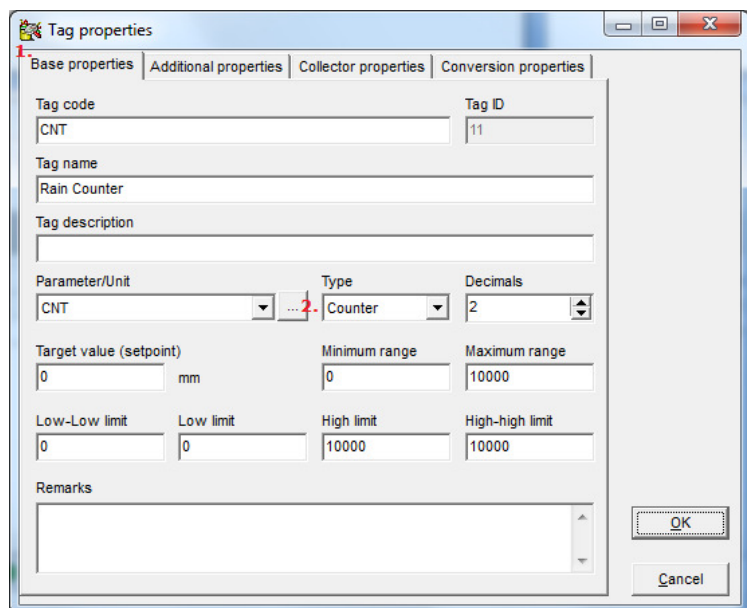 Tag properties
1.
Base properties Additional properties Collector properties Conversion properties
Tag code Tag ID
CNT 11
Tag name
Rain Counter
Tag description
Parameter/Unit Type Decimals
CNT ... 2. Counter 2
Target value (setpoint) Minimum range Maximum range
0 mm 0 10000
Low-Low limit Low limit High limit High-high limit
0 0 10000 10000
Remarks
OK
Cancel